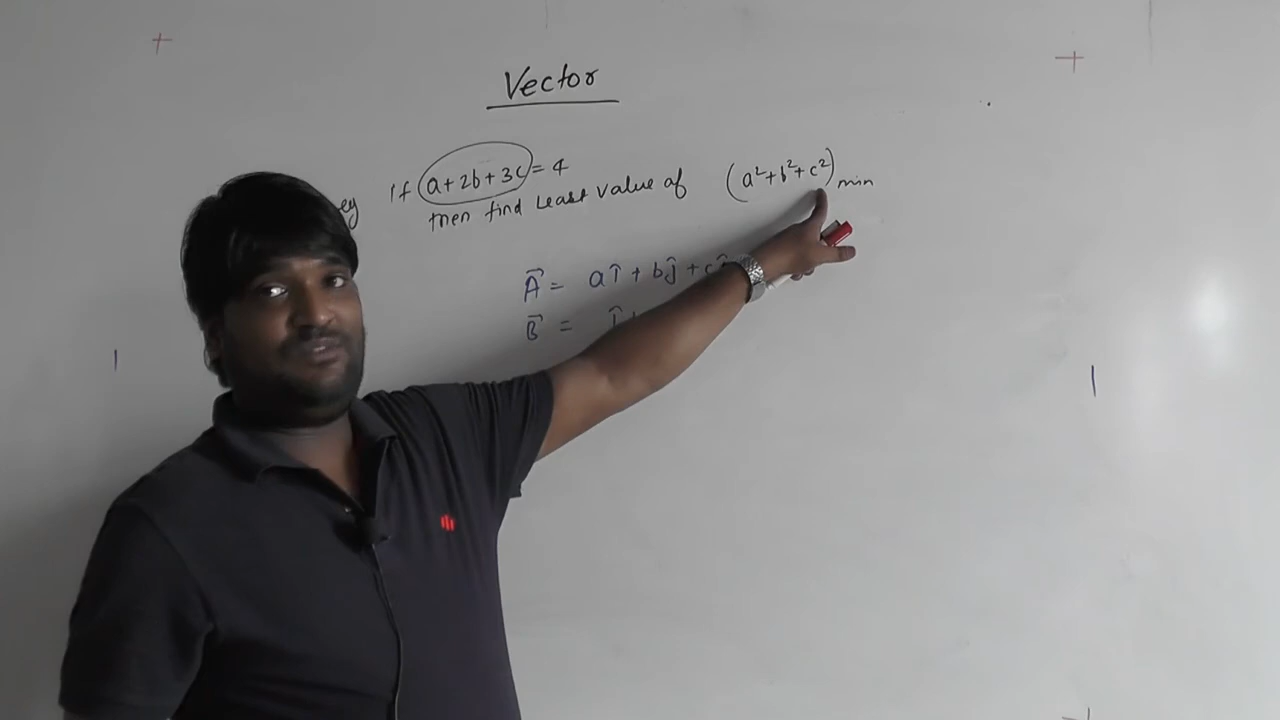 Vector
If a+2b+3c = 4
then find Least value of (a²+b²+c²)min
A⃗ = aî + bĵ + c
B⃗ = î +